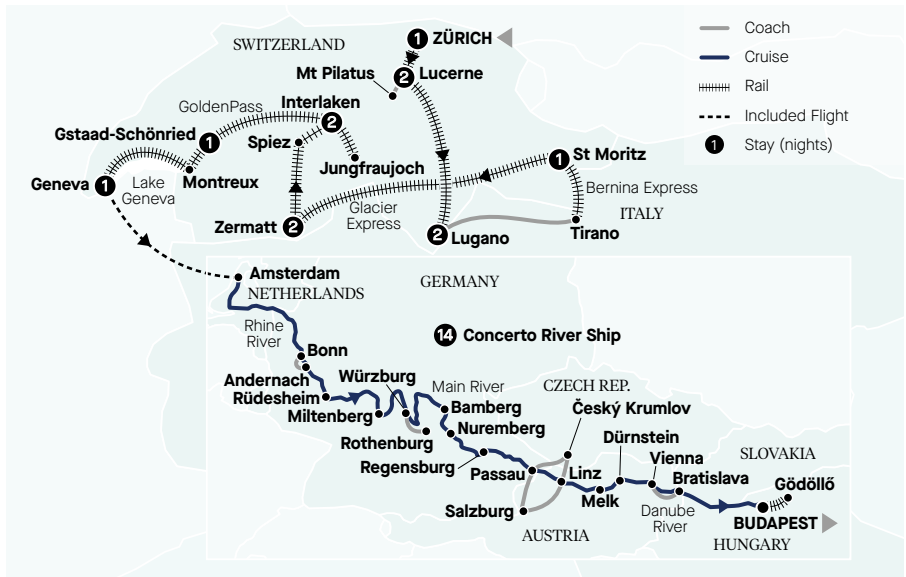 SWITZERLAND
1 ZÜRICH
Mt Pilatus
2 Lucerne
GoldenPass
Interlaken
2
Gstaad-Schönried
1
Spiez
Jungfraujoch
1 St Moritz
Geneva 1
Lake
Geneva
Montreux
Bernina Express
Glacier
Express
ITALY
Zermatt 2
2 Lugano
Tirano
Coach
Cruise
Rail
Included Flight
1 Stay (nights)
Amsterdam
NETHERLANDS
GERMANY
Rhine
River
14 Concerto River Ship
Bonn
Andernach
Rüdesheim
Würzburg
Main River
Miltenberg
Bamberg
Rothenburg
Nuremberg
CZECH REP.
Český Krumlov
Regensburg
Passau
Linz
Dürnstein
Vienna
SLOVAKIA
Bratislava
Gödöllő
Salzburg
Melk
Danube
River
AUSTRIA
BUDAPEST
HUNGARY